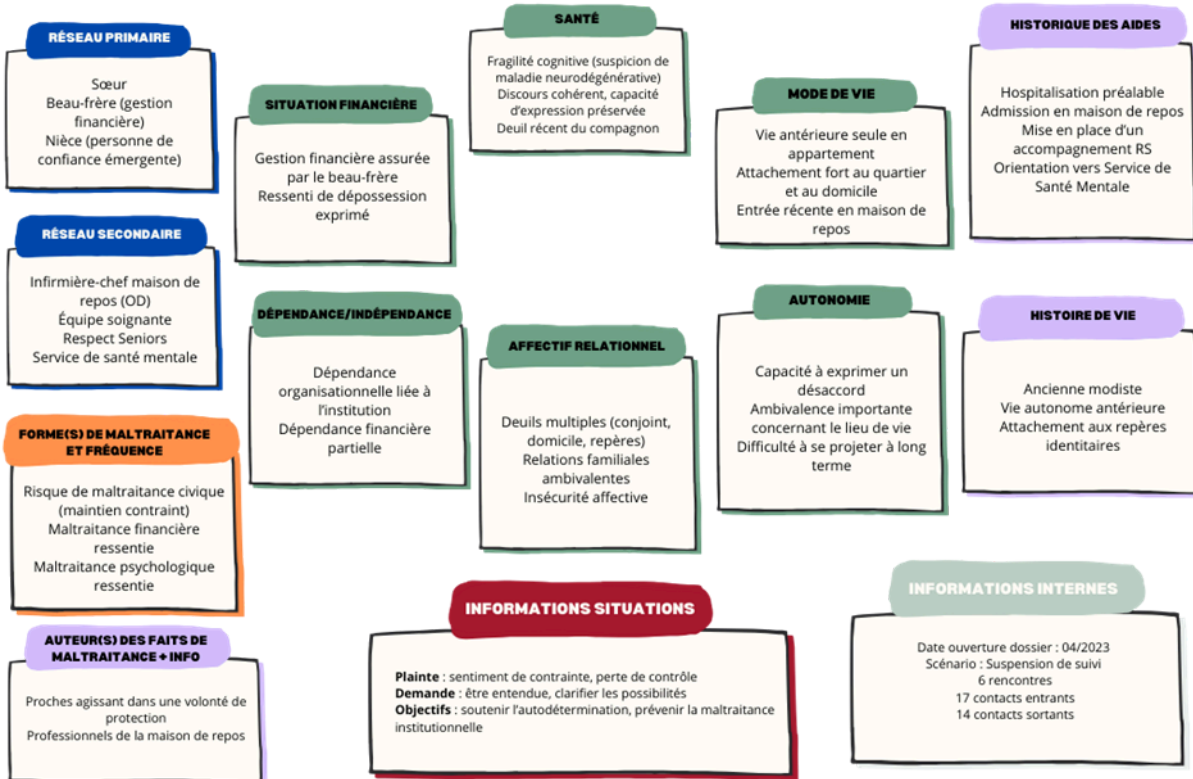 RÉSEAU PRIMAIRE
Sœur
Beau-frère (gestion
financière)
Nièce (personne de
confiance émergente)
RÉSEAU SECONDAIRE
Infirmière-chef maison de
repos (OD)
Équipe soignante
Respect Seniors
Service de santé mentale
FORME(S) DE MALTRAITANCE
ET FRÉQUENCE
Risque de maltraitance civique
(maintien contraint)
Maltraitance financière
ressentie
Maltraitance psychologique
ressentie
AUTEUR(S) DES FAITS DE
MALTRAITANCE + INFO
Proches agissant dans une volonté de
protection
Professionnels de la maison de repos
SITUATION FINANCIÈRE
Gestion financière assurée
par le beau-frère
Ressenti de dépossession
exprimé
DÉPENDANCE/INDÉPENDANCE
Dépendance
organisationnelle liée à
l'institution
Dépendance financière
partielle
SANTÉ
Fragilité cognitive (suspicion de
maladie neurodégénérative)
Discours cohérent, capacité
d'expression préservée
Deuil récent du compagnon
AFFECTIF RELATIONNEL
Deuils multiples (conjoint,
domicile, repères)
Relations familiales
ambivalentes
Insécurité affective
MODE DE VIE
Vie antérieure seule en
appartement
Attachement fort au quartier
et au domicile
Entrée récente en maison de
repos
AUTONOMIE
Capacité à exprimer un
désaccord
Ambivalence importante
concernant le lieu de vie
Difficulté à se projeter à long
terme
HISTORIQUE DES AIDES
Hospitalisation préalable
Admission en maison de repos
Mise en place d'un
accompagnement RS
Orientation vers Service de
Santé Mentale
HISTOIRE DE VIE
Ancienne modiste
Vie autonome antérieure
Attachement aux repères
identitaires
INFORMATIONS SITUATIONS
Plainte : sentiment de contrainte, perte de contrôle
Demande : être entendue, clarifier les possibilités
Objectifs : soutenir l'autodétermination, prévenir la maltraitance
institutionnelle
INFORMATIONS INTERNES
Date ouverture dossier : 04/2023
Scénario : Suspension de suivi
6 rencontres
17 contacts entrants
14 contacts sortants